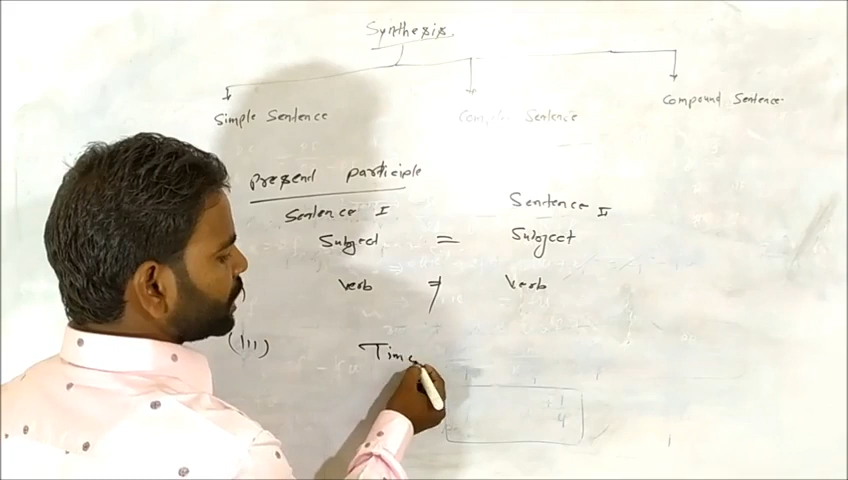 Synthesis.
Simple Sentence
Complex Sentence
Compound Sentence
Present participle
Sentence I
Sentence II
Subject = Subject
Verb ≠ Verb
(III) Time